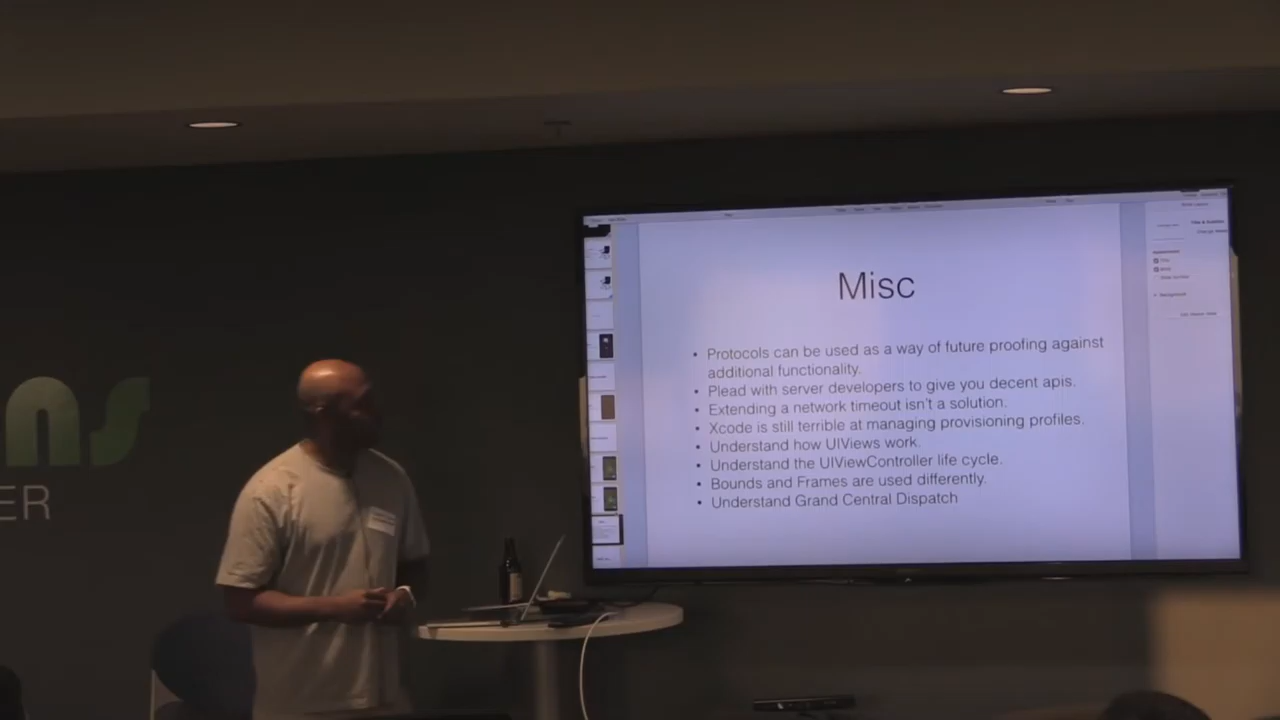 ns
ER
Misc
• Protocols can be used as a way of future proofing against
additional functionality.
• Plead with server developers to give you decent apis.
• Extending a network timeout isn't a solution.
• Xcode is still terrible at managing provisioning profiles.
• Understand how UIViews work.
• Understand the UIViewController life cycle.
• Bounds and Frames are used differently.
• Understand Grand Central Dispatch
Background